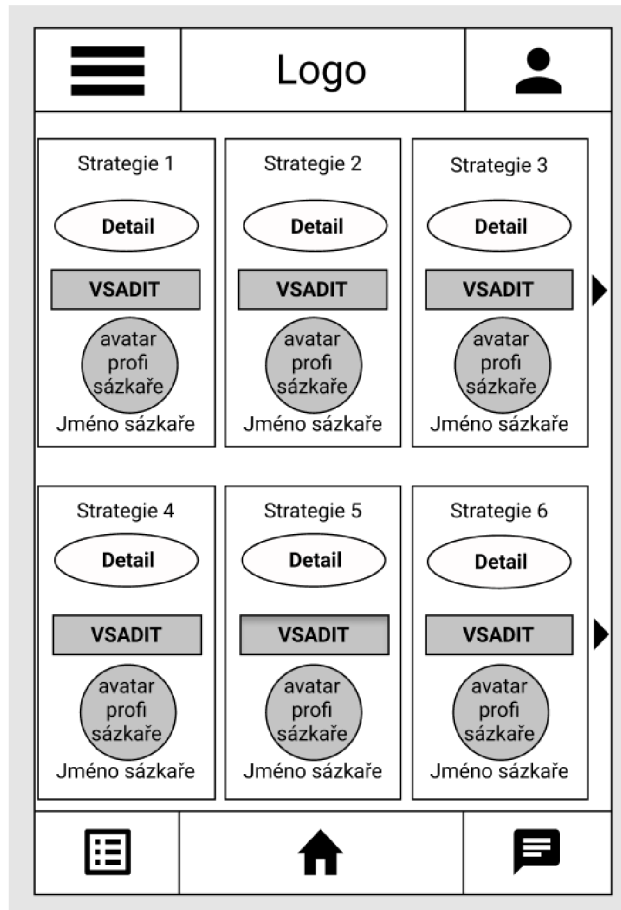 Logo
Strategie 1
Detail
VSADIT
avatar
profi
sázkaře
Jméno sázkaře
Strategie 2
Detail
VSADIT
avatar
profi
sázkaře
Jméno sázkaře
Strategie 3
Detail
VSADIT
avatar
profi
sázkaře
Jméno sázkaře
Strategie 4
Detail
VSADIT
avatar
profi
sázkaře
Jméno sázkaře
Strategie 5
Detail
VSADIT
avatar
profi
sázkaře
Jméno sázkaře
Strategie 6
Detail
VSADIT
avatar
profi
sázkaře
Jméno sázkaře